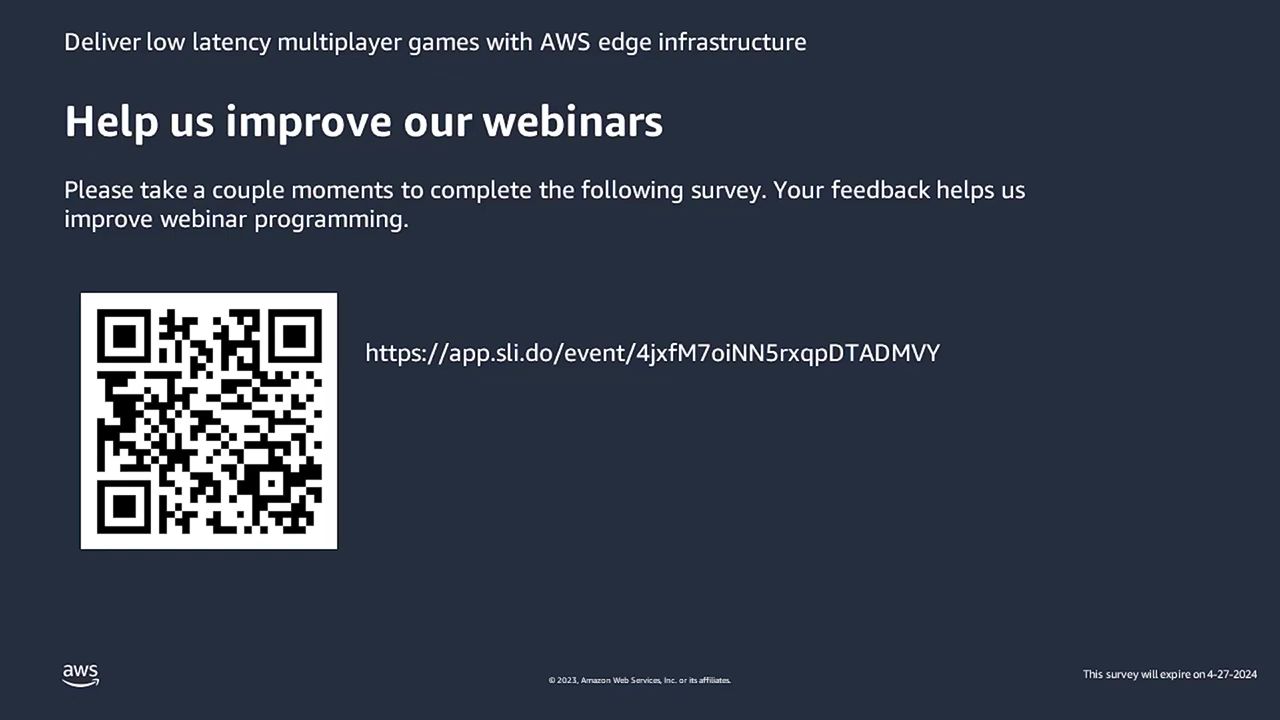 Deliver low latency multiplayer games with AWS edge infrastructure
Help us improve our webinars
Please take a couple moments to complete the following survey. Your feedback helps us
improve webinar programming.
https://app.sli.do/event/4jxfM7oiNN5rxqpDTADMVY
aws
© 2023, Amazon Web Services, Inc. or its affiliates.
This survey will expire on 4-27-2024